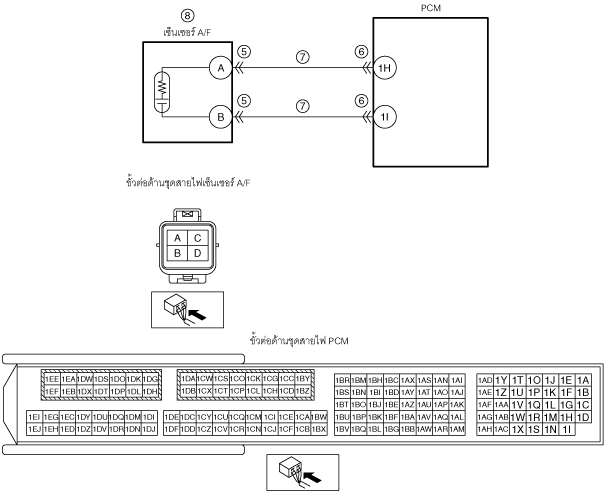 ⑧
เซ็นเซอร์ A/F
PCM
⑤ ⑦ ⑥
A 1H
⑤ ⑦ ⑥
B 1I
ขั้วต่อด้านชุดสายไฟเซ็นเซอร์ A/F
A C
B D
ขั้วต่อด้านชุดสายไฟ PCM
1EE 1EA 1DW 1DS 1DO 1DK 1DG 1DA 1CW 1CS 1CO 1CK 1CG 1CC 1BY 1BR 1BM 1BH 1BC 1AX 1AS 1AN 1AI 1AD 1Y 1T 1O 1J 1E 1A
1EF 1EB 1DX 1DT 1DP 1DL 1DH 1DB 1CX 1CT 1CP 1CL 1CH 1CD 1BZ 1BS 1BN 1BI 1BD 1AY 1AT 1AO 1AJ 1AE 1Z 1U 1P 1K 1F 1B
1BT 1BO 1BJ 1BE 1AZ 1AU 1AP 1AK 1AF 1AA 1V 1Q 1L 1G 1C
1EI 1EG 1EC 1DY 1DU 1DQ 1DM 1DI 1DE 1DC 1CY 1CU 1CQ 1CM 1CI 1CE 1CA 1BW 1BU 1BP 1BK 1BF 1BA 1AV 1AQ 1AL 1AG 1AB 1W 1R 1M 1H 1D
1EJ 1EH 1ED 1DZ 1DV 1DR 1DN 1DJ 1DF 1DD 1CZ 1CV 1CR 1CN 1CJ 1CF 1CB 1BX 1BV 1BQ 1BL 1BG 1BB 1AW 1AR 1AM 1AH 1AC 1X 1S 1N 1I